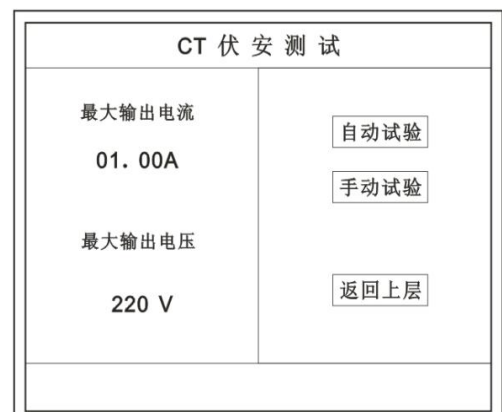 CT 伏 安 测 试
最大输出电流
01. 00A
最大输出电压
220 V
自动试验
手动试验
返回上层